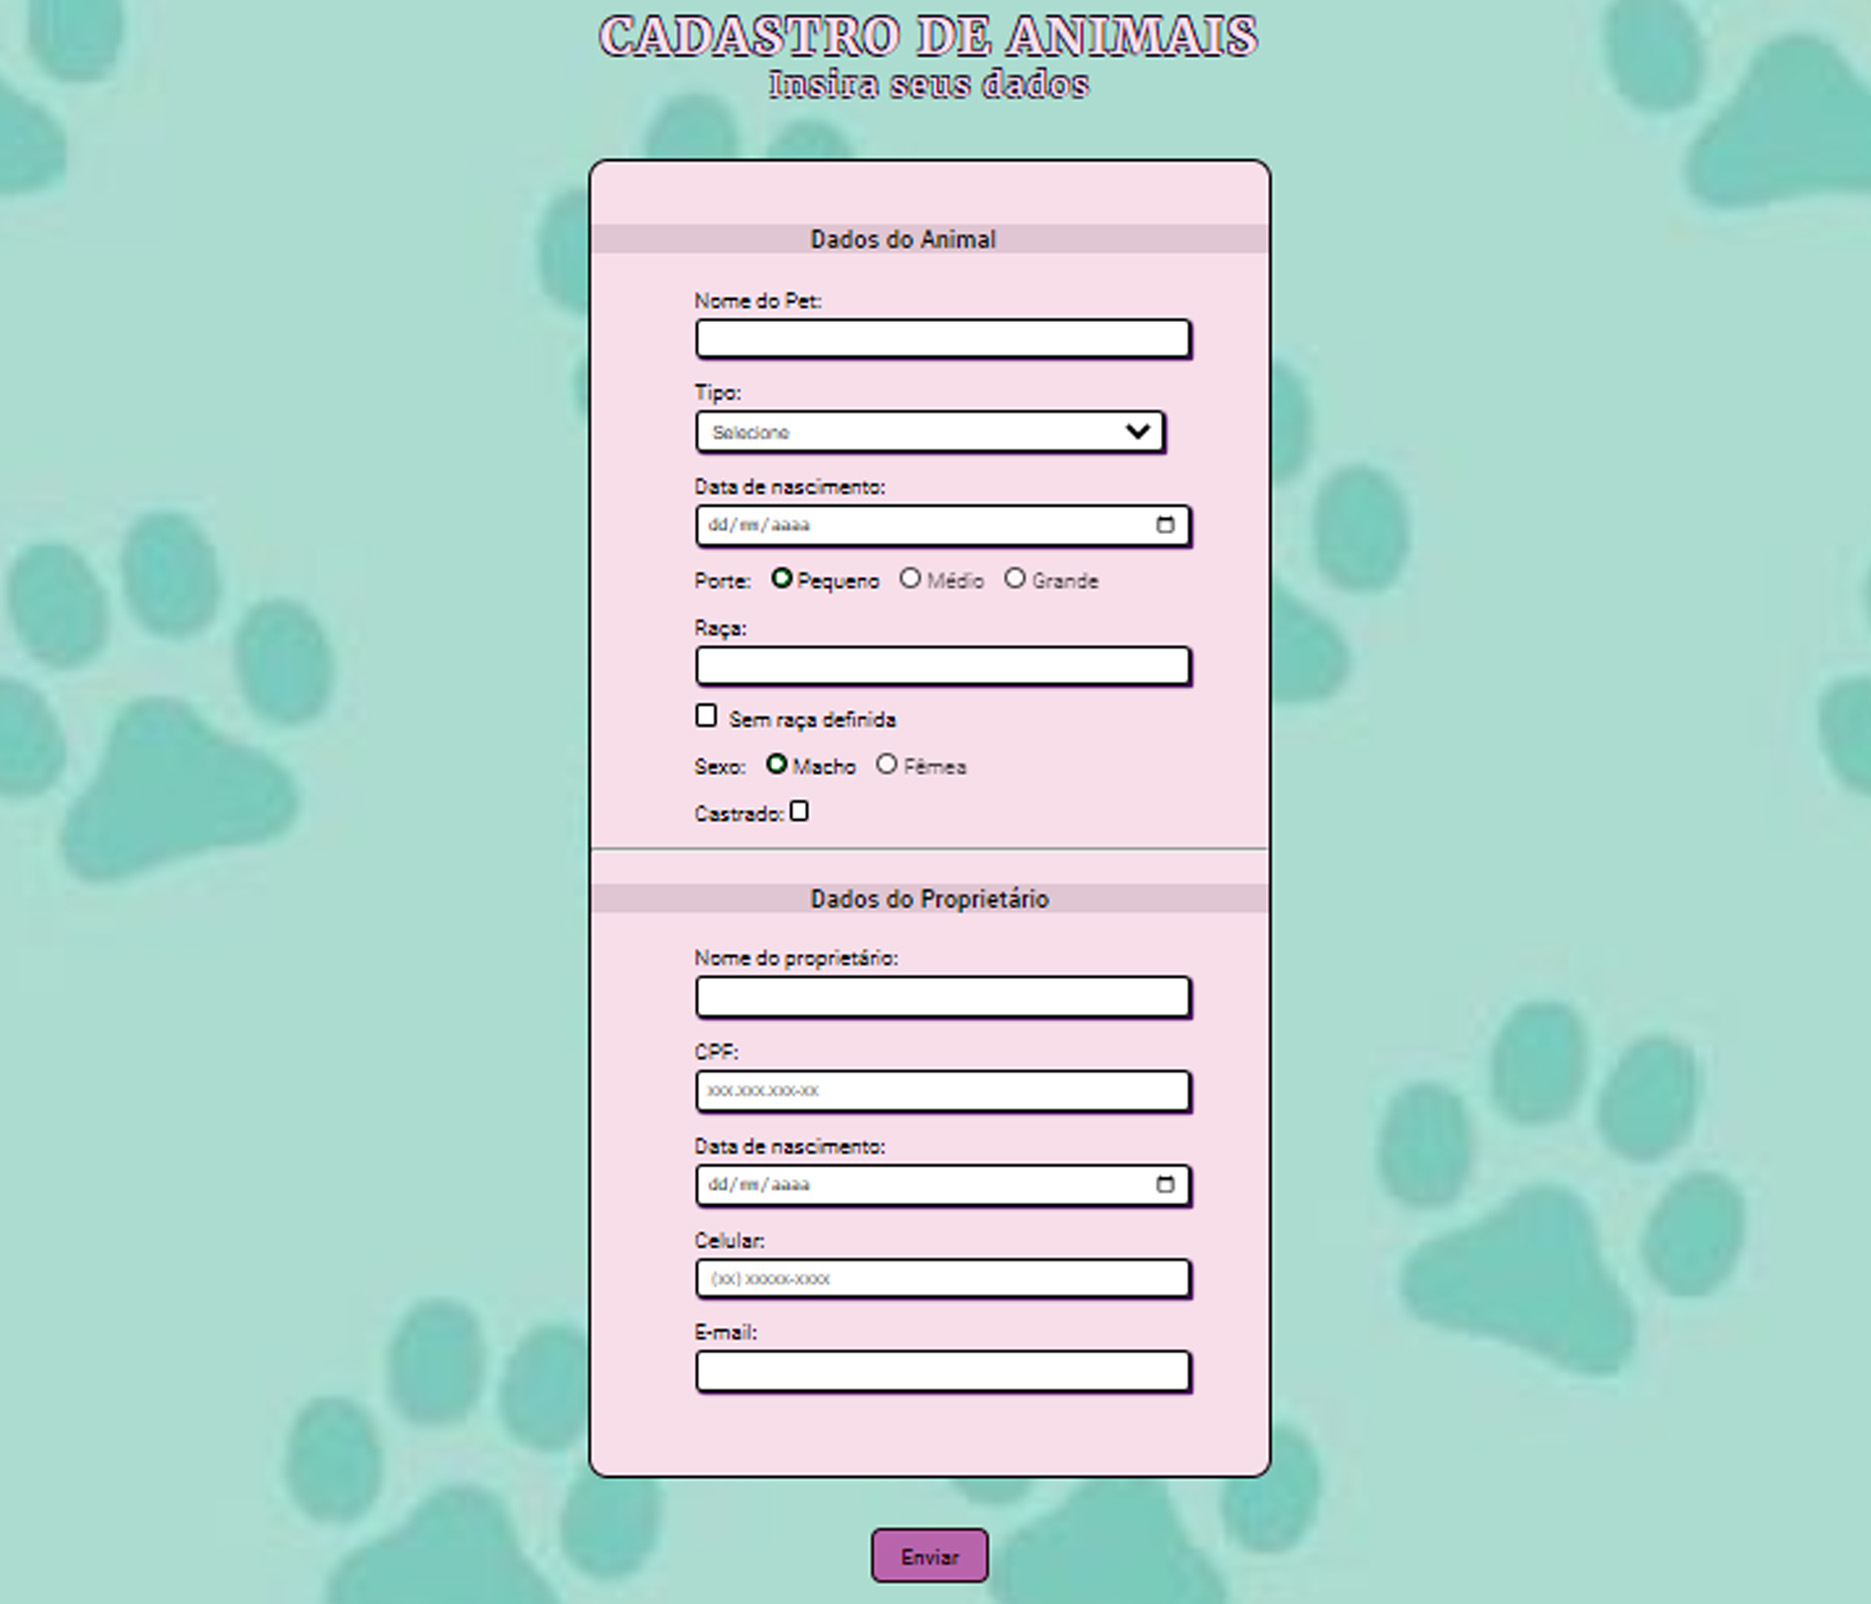 CADASTRO DE ANIMAIS
Insira seus dados
Dados do Animal
Nome do Pet:
Tipo:
Selecione
Data de nascimento:
dd/mm/aaaa
Porte: Pequeno Médio Grande
Raça:
Sem raça definida
Sexo: Macho Fêmea
Castrado:
Dados do Proprietário
Nome do proprietário:
CPF:
xxx.xxx.xxx-xx
Data de nascimento:
dd/mm/aaaa
Celular:
(xx) xxxxx-xxxx
E-mail:
Enviar